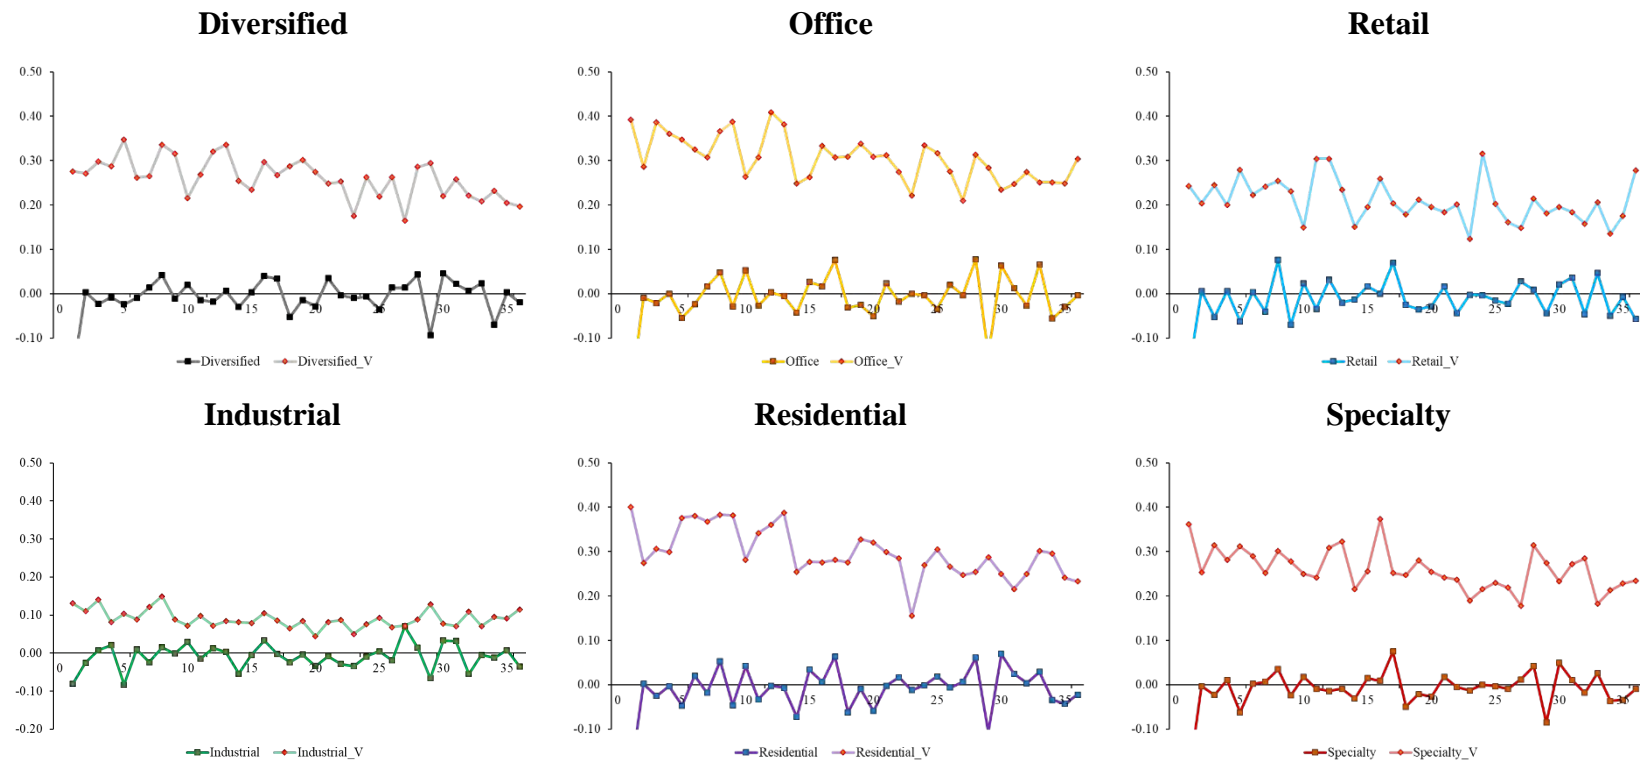 Diversified
0.50
0.40
0.30
0.20
0.10
0.00
-0.10
0 5 10 15 20 25 30 35
Diversified Diversified_V
Office
0.50
0.40
0.30
0.20
0.10
0.00
-0.10
0 5 10 15 20 25 30 35
Office Office_V
Retail
0.50
0.40
0.30
0.20
0.10
0.00
-0.10
0 5 10 15 20 25 30 35
Retail Retail_V
Industrial
0.50
0.40
0.30
0.20
0.10
0.00
-0.10
-0.20
0 5 10 15 20 25 30 35
Industrial Industrial_V
Residential
0.50
0.40
0.30
0.20
0.10
0.00
-0.10
0 5 10 15 20 25 30 35
Residential Residential_V
Specialty
0.50
0.40
0.30
0.20
0.10
0.00
-0.10
0 5 10 15 20 25 30 35
Specialty Specialty_V